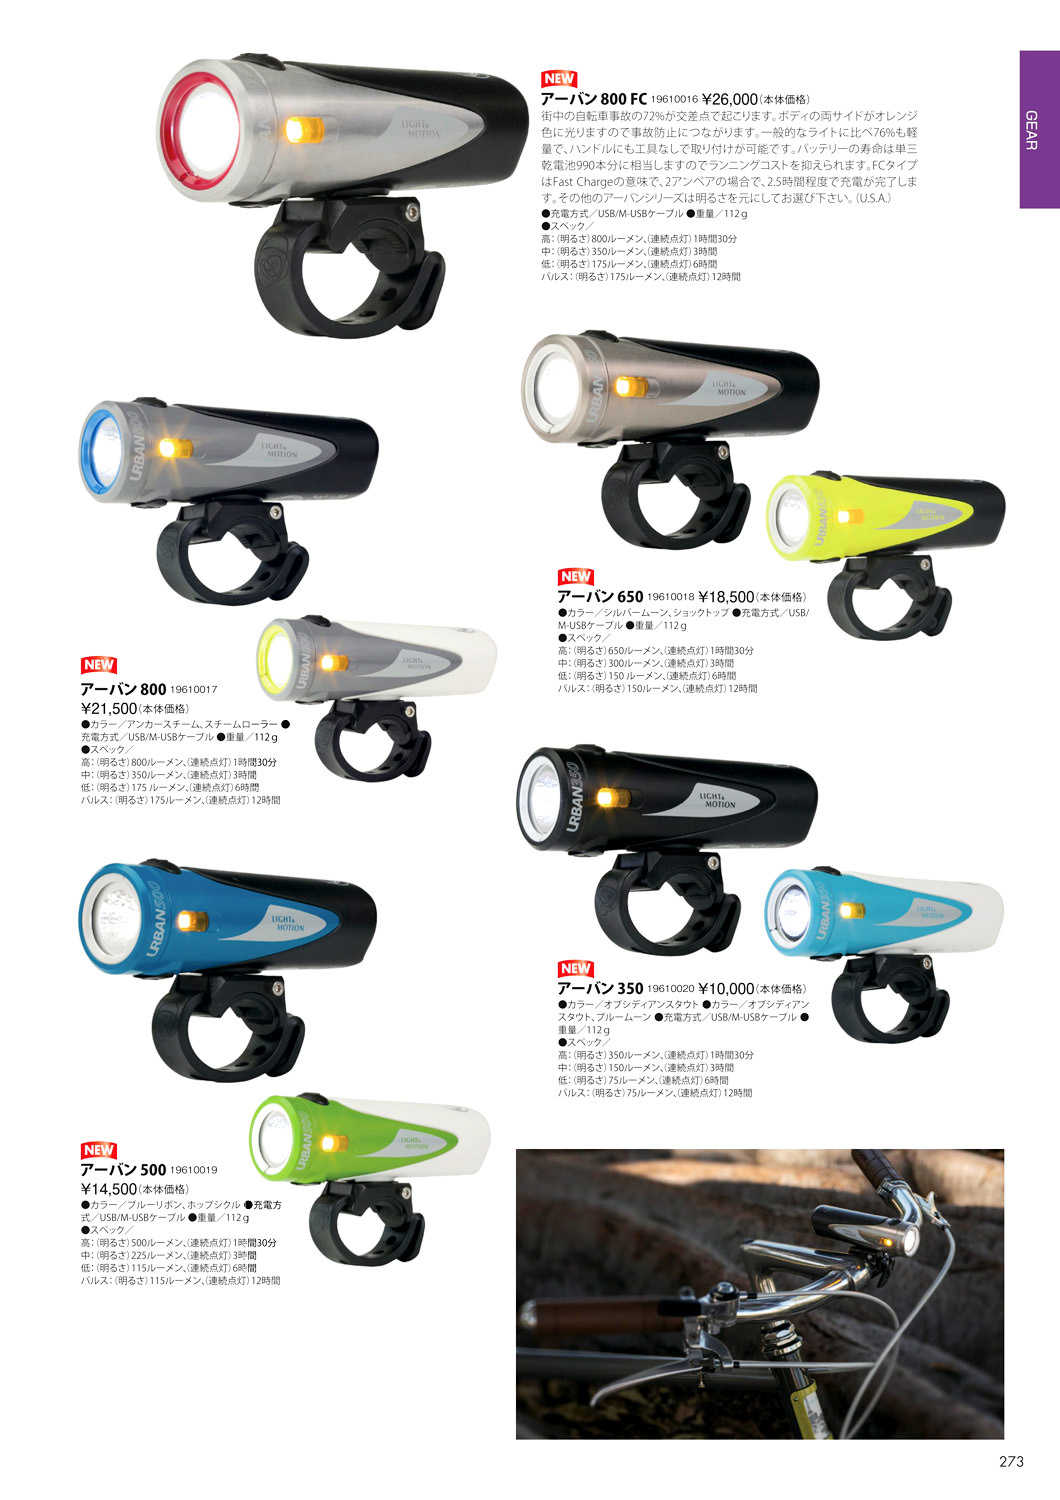 GEAR
NEW
アーバン 800 FC 19610016 ¥26,000(本体価格)
街中の自転車事故の72%が交差点で起こります。ボディの両サイドがオレンジ
色に光りますので事故防止につながります。一般的なライトに比べ76%も軽
量で、ハンドルにも工具なしで取り付けが可能です。バッテリーの寿命は単三
乾電池990本分に相当しますのでランニングコストを抑えられます。FCタイプ
はFast Chargeの意味で、2アンペアの場合で、2.5時間程度で充電が完了しま
す。その他のアーバンシリーズは明るさを元にしてお選び下さい。(U.S.A.)
●充電方式/USB/M-USBケーブル ●重量/112g
●スペック/
高:(明るさ)800ルーメン、(連続点灯)1時間30分
中:(明るさ)350ルーメン、(連続点灯)3時間
低:(明るさ)175ルーメン、(連続点灯)6時間
パルス:(明るさ)175ルーメン、(連続点灯)12時間
LIGHT&
MOTION
URBAN 650
LIGHT&
MOTION
URBAN 800
LIGHT&
MOTION
LIGHT&
MOTION
NEW
アーバン 650 19610018 ¥18,500(本体価格)
●カラー/シルバームーン、ショックトップ ●充電方式/USB/
M-USBケーブル ●重量/112g
●スペック/
高:(明るさ)650ルーメン、(連続点灯)1時間30分
中:(明るさ)300ルーメン、(連続点灯)3時間
低:(明るさ)150 ルーメン、(連続点灯)6時間
パルス:(明るさ)150ルーメン、(連続点灯)12時間
LIGHT&
MOTION
NEW
アーバン 800 19610017
¥21,500(本体価格)
●カラー/アンカースチーム、スチームローラー ●
充電方式/USB/M-USBケーブル ●重量/112g
●スペック/
高:(明るさ)800ルーメン、(連続点灯)1時間30分
中:(明るさ)350ルーメン、(連続点灯)3時間
低:(明るさ)175 ルーメン、(連続点灯)6時間
パルス:(明るさ)175ルーメン、(連続点灯)12時間
URBAN350
LIGHT&
MOTION
URBAN500
LIGHT&
MOTION
URBAN350
LIGHT&
MOTION
NEW
アーバン 350 19610020 ¥10,000(本体価格)
●カラー/オブシディアンスタウト ●カラー/オブシディアン
スタウト、ブルームーン ●充電方式/USB/M-USBケーブル ●
重量/112g
●スペック/
高:(明るさ)350ルーメン、(連続点灯)1時間30分
中:(明るさ)150ルーメン、(連続点灯)3時間
低:(明るさ)75ルーメン、(連続点灯)6時間
パルス:(明るさ)75ルーメン、(連続点灯)12時間
URBAN500
LIGHT&
MOTION
NEW
アーバン 500 19610019
¥14,500(本体価格)
●カラー/ブルーリボン、ホップシクル ●充電方
式/USB/M-USBケーブル ●重量/112g
●スペック/
高:(明るさ)500ルーメン、(連続点灯)1時間30分
中:(明るさ)225ルーメン、(連続点灯)3時間
低:(明るさ)115ルーメン、(連続点灯)6時間
パルス:(明るさ)115ルーメン、(連続点灯)12時間
273